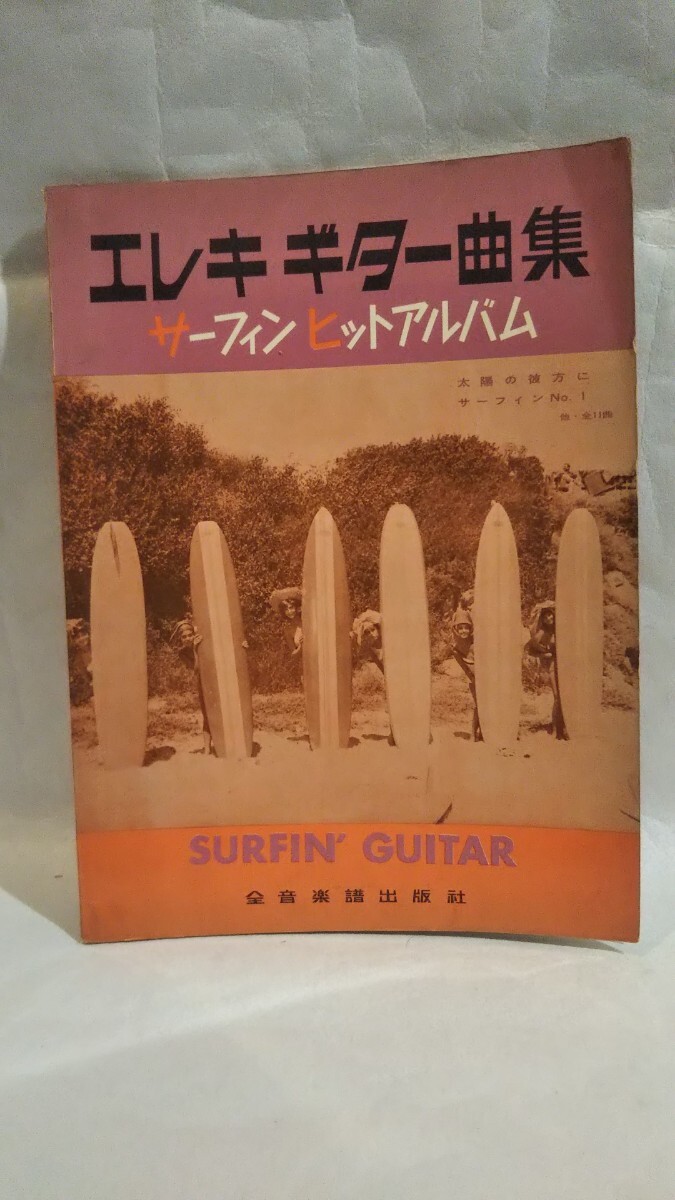 エレキ ギター曲集
サーフィン ヒットアルバム
太陽の彼方に
サーフィンNo.1
他・全11曲
SURFIN' GUITAR
全音楽譜出版社